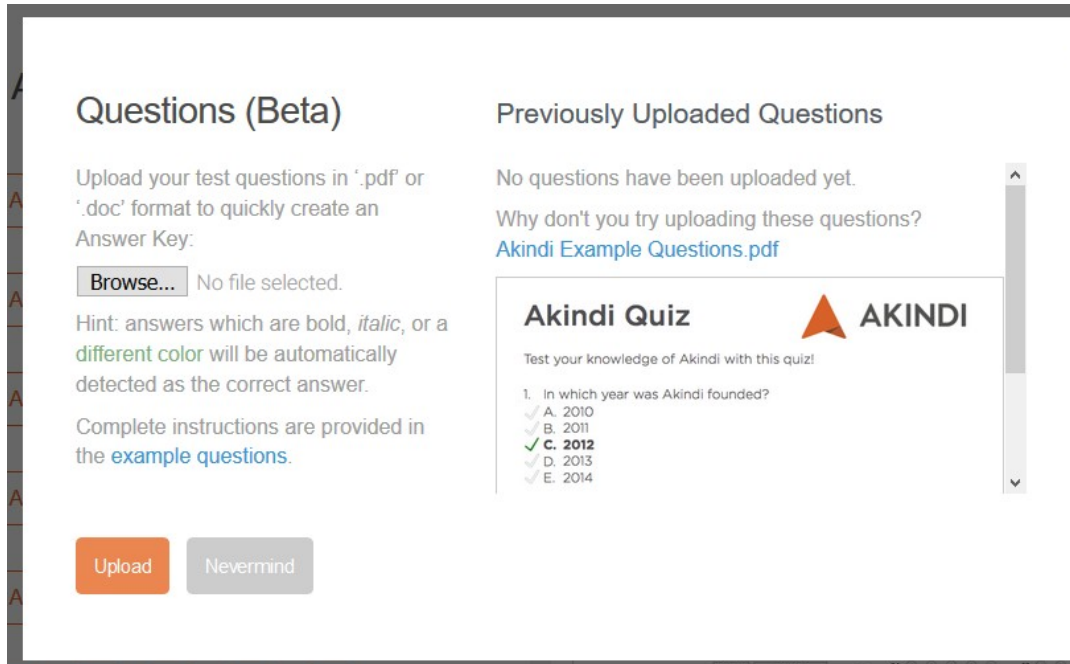 Questions (Beta)
Upload your test questions in ‘.pdf’ or
‘.doc’ format to quickly create an
Answer Key:
Browse... No file selected.
Hint: answers which are bold, italic, or a
different color will be automatically
detected as the correct answer.
Complete instructions are provided in
the example questions.
Upload Nevermind
Previously Uploaded Questions
No questions have been uploaded yet.
Why don't you try uploading these questions?
Akindi Example Questions.pdf
Akindi Quiz
AKINDI
Test your knowledge of Akindi with this quiz!
1. In which year was Akindi founded?
A. 2010
B. 2011
C. 2012
D. 2013
E. 2014